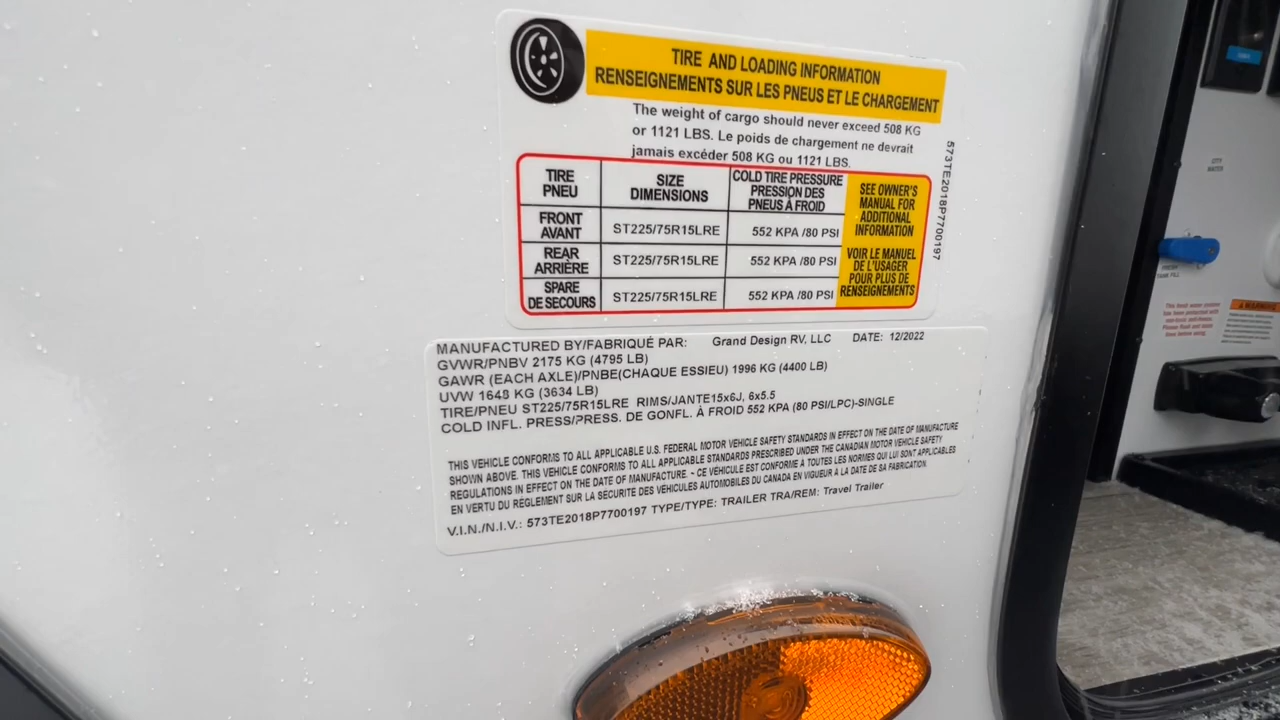 TIRE AND LOADING INFORMATION
RENSEIGNEMENTS SUR LES PNEUS ET LE CHARGEMENT
The weight of cargo should never exceed 508 KG
or 1121 LBS. Le poids de chargement ne devrait
jamais excéder 508 KG ou 1121 LBS.
TIRE
PNEU
SIZE
DIMENSIONS
COLD TIRE PRESSURE
PRESSION DES
PNEUS À FROID
FRONT
AVANT
ST225/75R15LRE
552 KPA /80 PSI
REAR
ARRIÈRE
ST225/75R15LRE
552 KPA /80 PSI
SPARE
DE SECOURS
ST225/75R15LRE
552 KPA /80 PSI
SEE OWNER'S
MANUAL FOR
ADDITIONAL
INFORMATION
VOIR LE MANUEL
DE L'USAGER
POUR PLUS DE
RENSEIGNEMENTS
573TE2018P7700197
MANUFACTURED BY/FABRIQUÉ PAR: Grand Design RV, LLC DATE: 12/2022
GVWR/PNBV 2175 KG (4795 LB)
GAWR (EACH AXLE)/PNBE(CHAQUE ESSIEU) 1996 KG (4400 LB)
UVW 1648 KG (3634 LB)
TIRE/PNEU ST225/75R15LRE RIMS/JANTE15x6J, 6x5.5
COLD INFL. PRESS/PRESS. DE GONFL. À FROID 552 KPA (80 PSI/LPC)-SINGLE
THIS VEHICLE CONFORMS TO ALL APPLICABLE U.S. FEDERAL MOTOR VEHICLE SAFETY STANDARDS IN EFFECT ON THE DATE OF MANUFACTURE
SHOWN ABOVE. THIS VEHICLE CONFORMS TO ALL APPLICABLE STANDARDS PRESCRIBED UNDER THE CANADIAN MOTOR VEHICLE SAFETY
REGULATIONS IN EFFECT ON THE DATE OF MANUFACTURE. - CE VÉHICULE EST CONFORME À TOUTES LES NORMES QUI LUI SONT APPLICABLES
EN VERTU DU RÈGLEMENT SUR LA SÉCURITÉ DES VÉHICULES AUTOMOBILES DU CANADA EN VIGUEUR À LA DATE DE SA FABRICATION.
V.I.N./N.I.V.: 573TE2018P7700197 TYPE/TYPE: TRAILER TRA/REM: Travel Trailer
CITY
WATER
FRESH
TANK FILL
WARNING